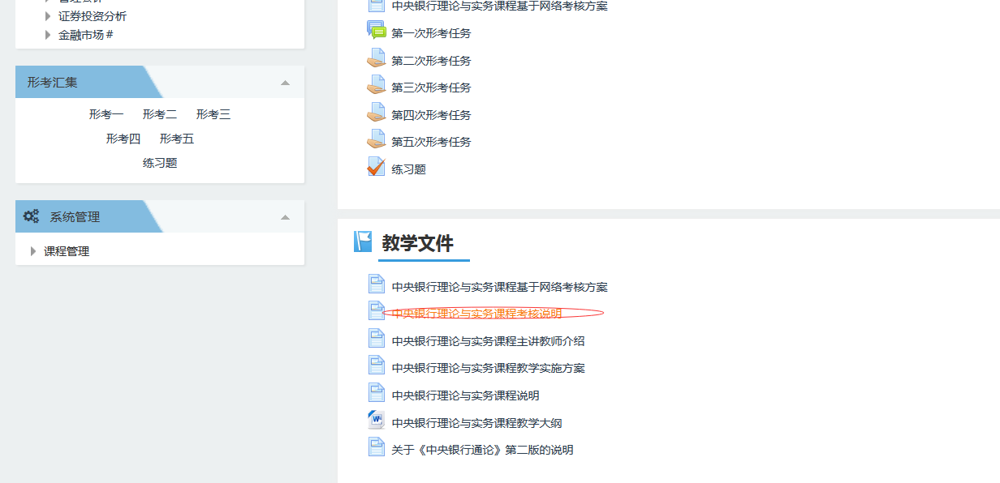 证券投资分析
金融市场#
形考汇集
形考一 形考二 形考三
形考四 形考五
练习题
系统管理
课程管理
中央银行理论与实务课程基于网络考核方案
第一次形考任务
第二次形考任务
第三次形考任务
第四次形考任务
第五次形考任务
练习题
教学文件
中央银行理论与实务课程基于网络考核方案
中央银行理论与实务课程考核说明
中央银行理论与实务课程主讲教师介绍
中央银行理论与实务课程教学实施方案
中央银行理论与实务课程说明
中央银行理论与实务课程教学大纲
关于《中央银行通论》第二版的说明